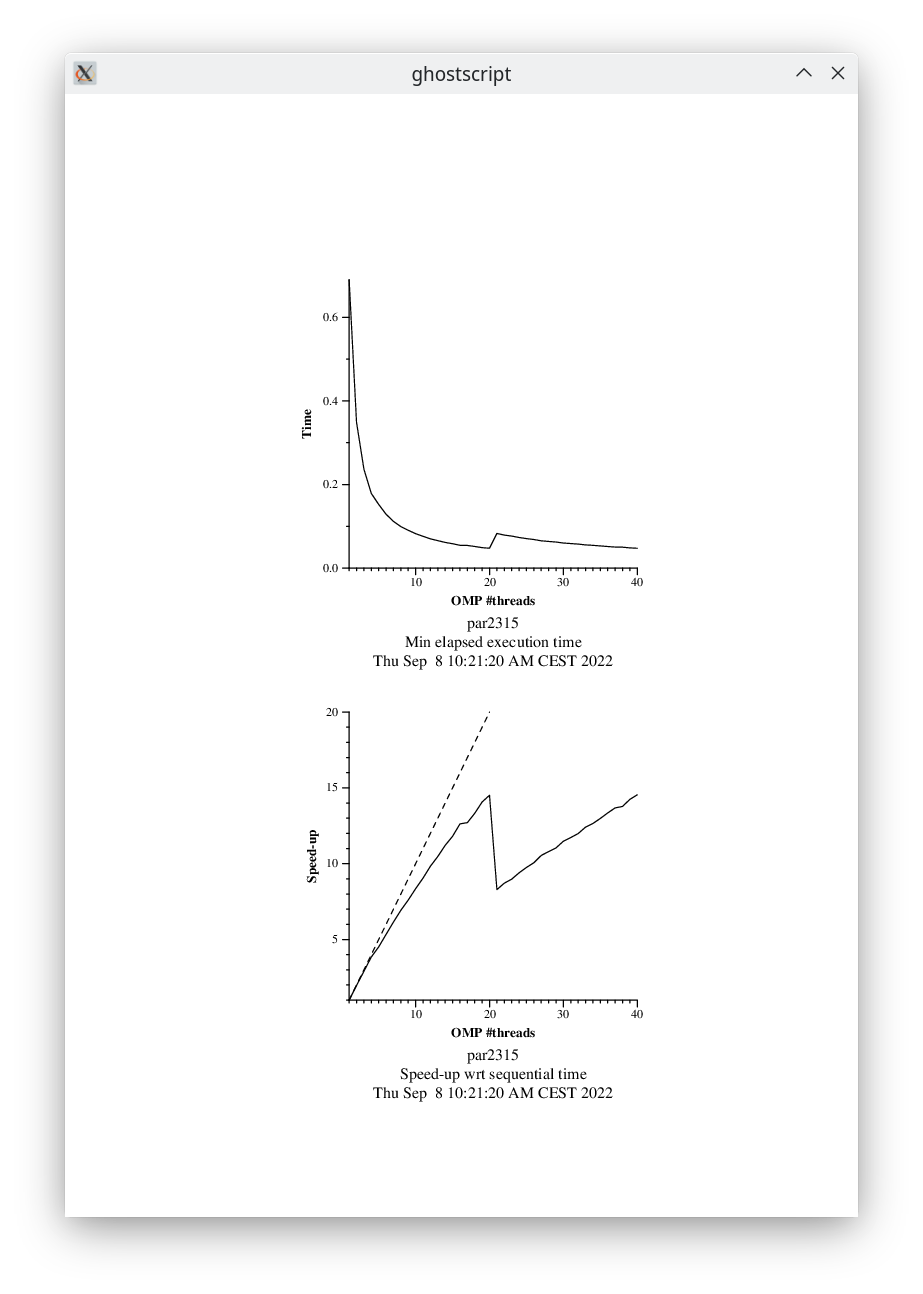 ghostscript
0.6
0.4
0.2
0.0
Time
10 20 30 40
OMP #threads
par2315
Min elapsed execution time
Thu Sep  8 10:21:20 AM CEST 2022
20
15
10
5
Speed-up
10 20 30 40
OMP #threads
par2315
Speed-up wrt sequential time
Thu Sep  8 10:21:20 AM CEST 2022